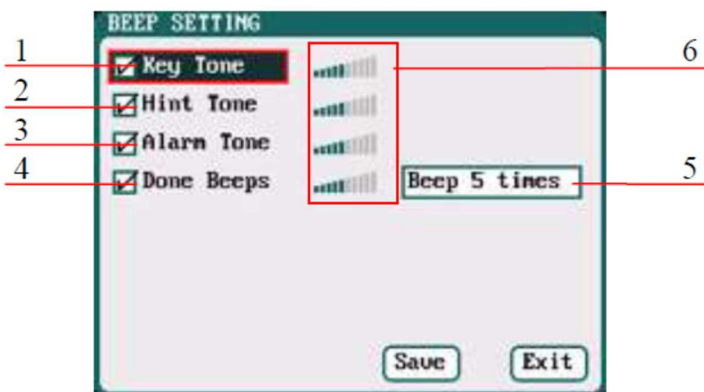 BEEP SETTING
1 Key Tone 6
2 Hint Tone
3 Alarm Tone
4 Done Beeps Beep 5 times 5
Save Exit